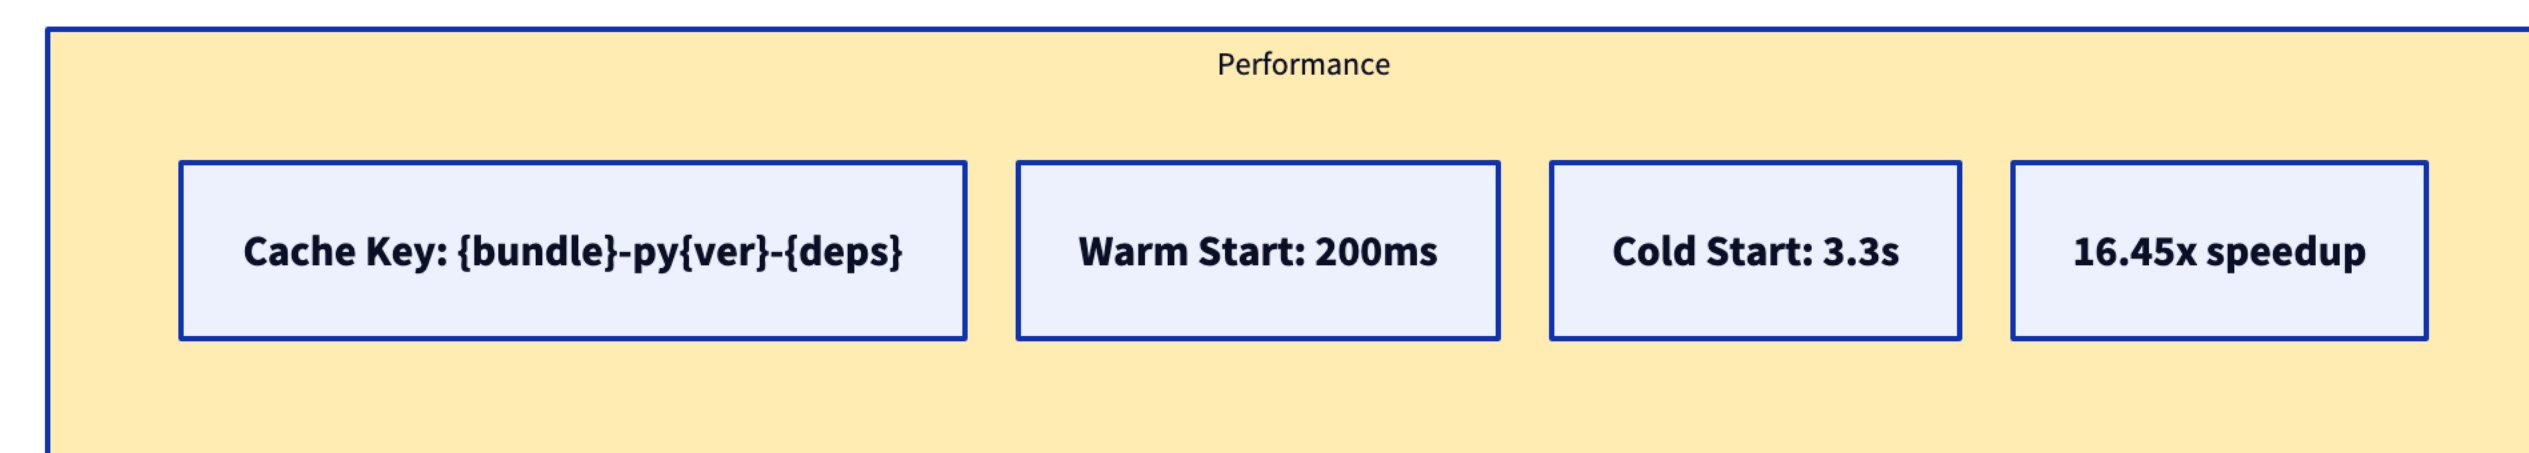 Performance
Cache Key: {bundle}-py{ver}-{deps}
Warm Start: 200ms
Cold Start: 3.3s
16.45x speedup